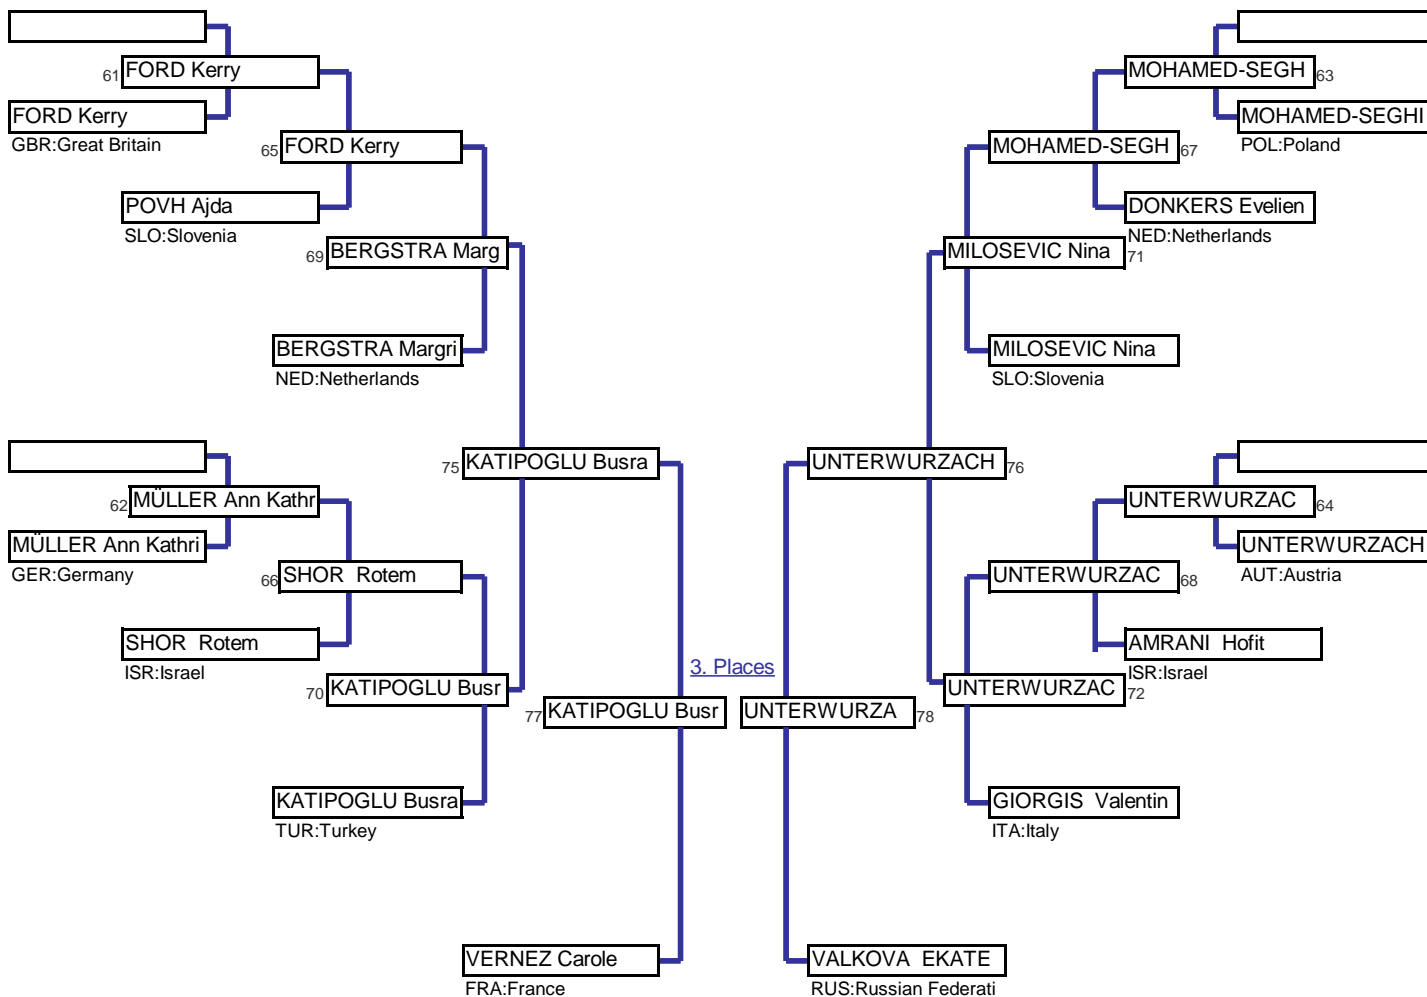 61 FORD Kerry
FORD Kerry
GBR:Great Britain
65 FORD Kerry
POVH Ajda
SLO:Slovenia
69 BERGSTRA Marg
BERGSTRA Margri
NED:Netherlands
75 KATIPOGLU Busra
62 MÜLLER Ann Kathr
MÜLLER Ann Kathri
GER:Germany
66 SHOR Rotem
SHOR Rotem
ISR:Israel
70 KATIPOGLU Busr
77 KATIPOGLU Busr
KATIPOGLU Busra
TUR:Turkey
VERNEZ Carole
FRA:France
3. Places
MOHAMED-SEGH 63
MOHAMED-SEGHI
POL:Poland
MOHAMED-SEGH 67
DONKERS Evelien
NED:Netherlands
MILOSEVIC Nina 71
MILOSEVIC Nina
SLO:Slovenia
UNTERWURZACH 76
UNTERWURZAC 64
UNTERWURZACH
AUT:Austria
UNTERWURZAC 68
AMRANI Hofit
ISR:Israel
UNTERWURZAC 72
UNTERWURZA 78
GIORGIS Valentin
ITA:Italy
VALKOVA EKATE
RUS:Russian Federati